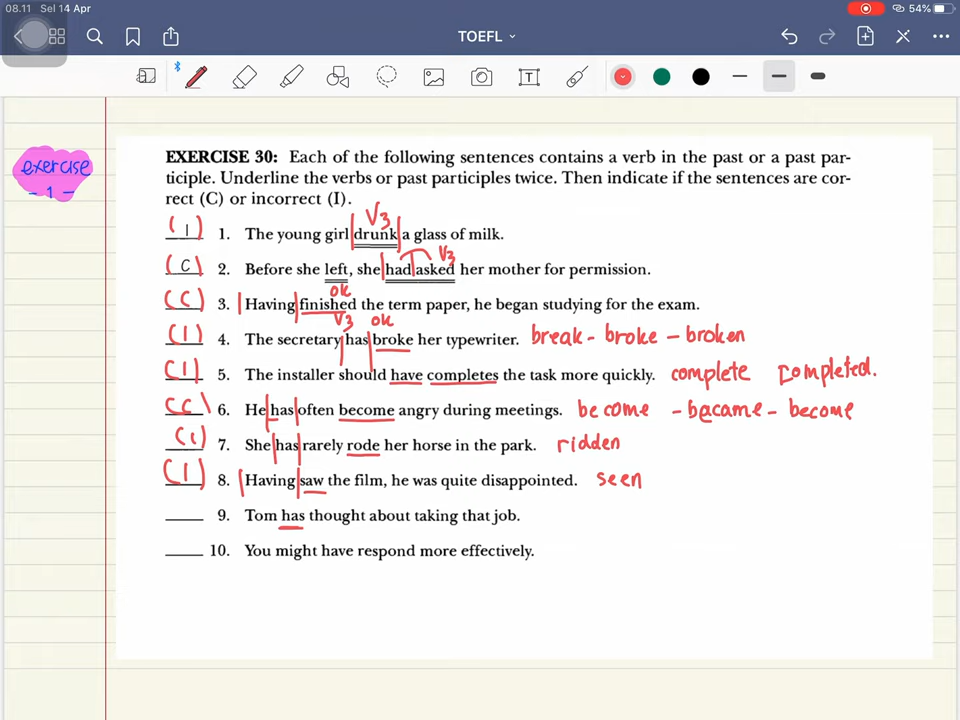 08.11 Sel 14 Apr
54%
TOEFL
T
exercise
- 1 -
EXERCISE 30: Each of the following sentences contains a verb in the past or a past par-
ticiple. Underline the verbs or past participles twice. Then indicate if the sentences are cor-
rect (C) or incorrect (I).
V3
(I) 1. The young girl drunk a glass of milk.
V3
(C) 2. Before she left, she had asked her mother for permission.
ok
(C) 3. Having finished the term paper, he began studying for the exam.
V3 ok
(I) 4. The secretary has broke her typewriter. break - broke - broken
(I) 5. The installer should have completes the task more quickly. complete completed.
(C) 6. He has often become angry during meetings. become - became - become
(I) 7. She has rarely rode her horse in the park. ridden
(I) 8. Having saw the film, he was quite disappointed. seen
____ 9. Tom has thought about taking that job.
____ 10. You might have respond more effectively.